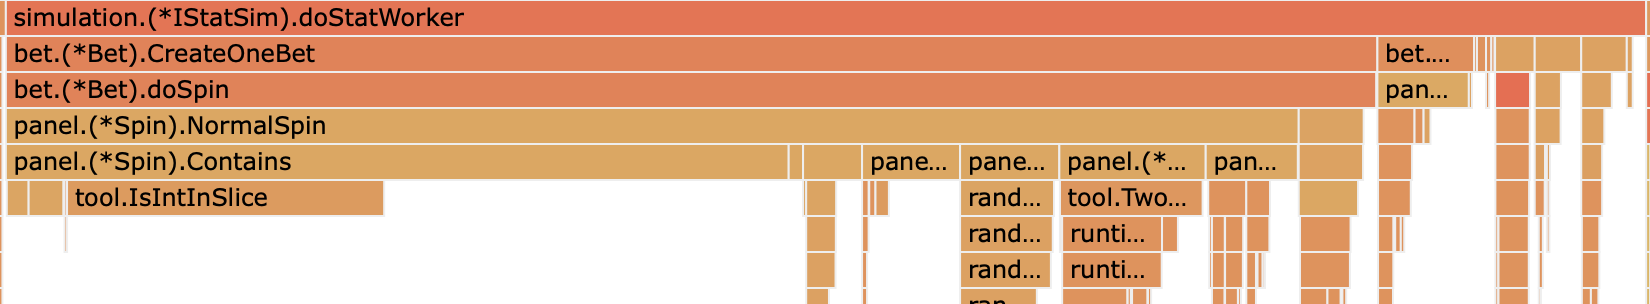 simulation.(*IStatSim).doStatWorker
bet.(*Bet).CreateOneBet bet....
bet.(*Bet).doSpin pan...
panel.(*Spin).NormalSpin
panel.(*Spin).Contains pane... pane... panel.(*... pan...
tool.IsIntInSlice rand... tool.Two...
rand... runti...
rand... runti...
ran...